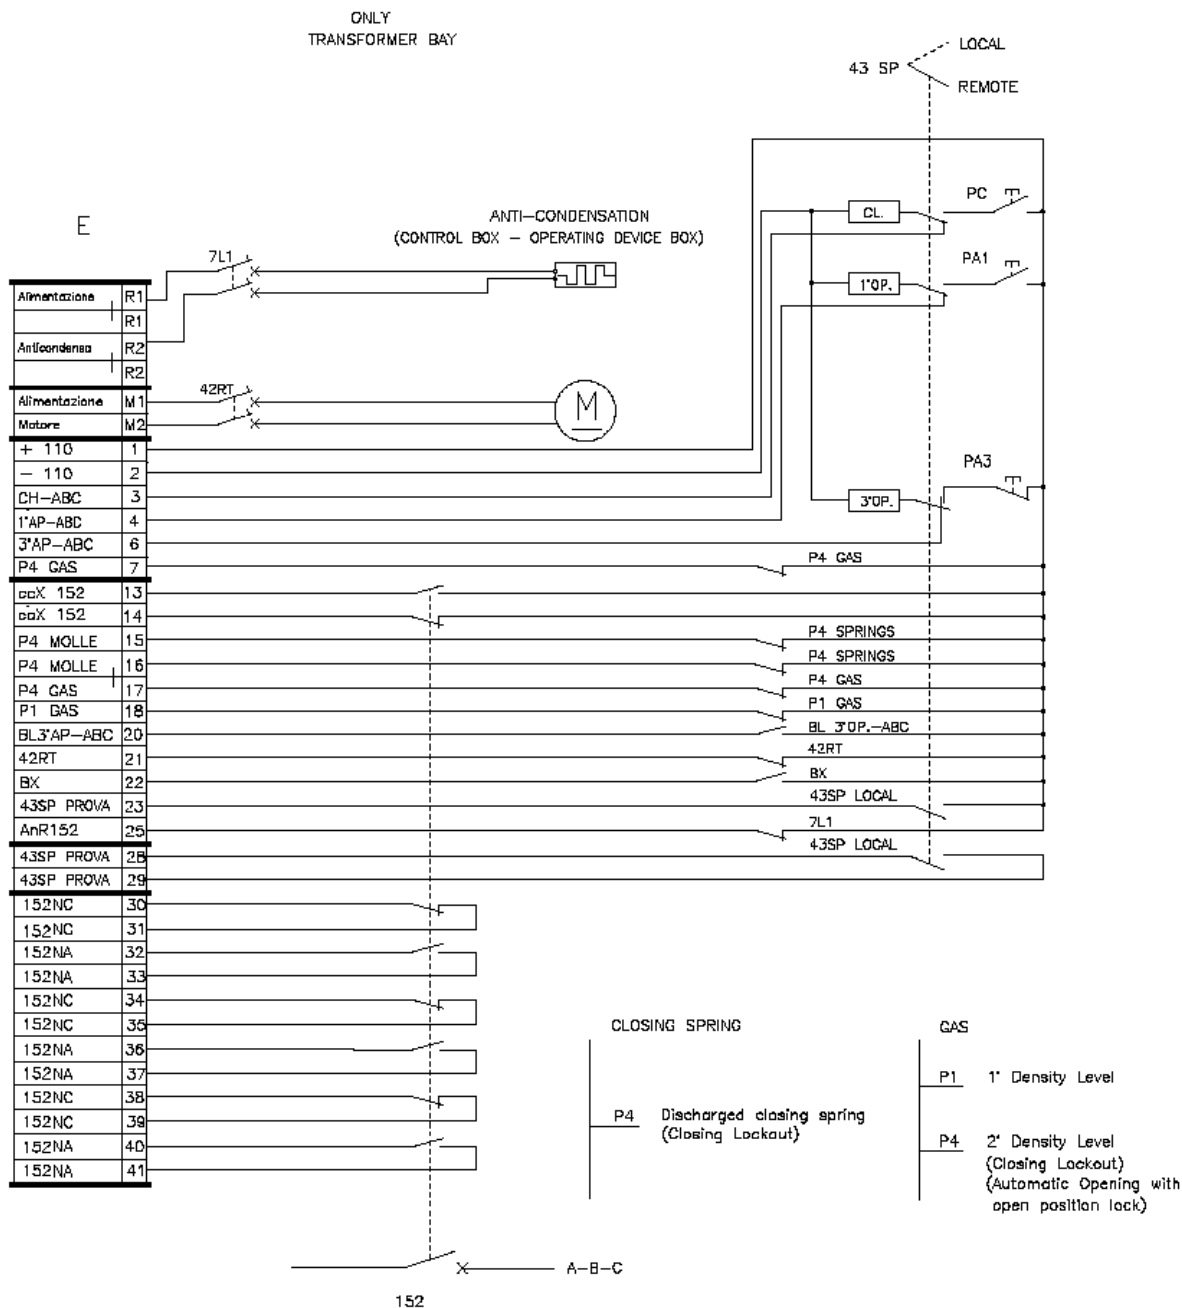 ONLY
TRANSFORMER BAY
LOCAL
43 SP
REMOTE
PC
CL.
PA1
1°OP.
PA3
3°OP.
E
ANTI-CONDENSATION
(CONTROL BOX - OPERATING DEVICE BOX)
7L1
42RT
M
Alimentazione R1
R1
Anticondensa R2
R2
Alimentazione M1
Motore M2
+ 110 1
- 110 2
CH-ABC 3
1°AP-ABC 4
3°AP-ABC 6
P4 GAS 7 P4 GAS
ccX 152 13
caX 152 14
P4 MOLLE 15 P4 SPRINGS
P4 MOLLE 16 P4 SPRINGS
P4 GAS 17 P4 GAS
P1 GAS 18 P1 GAS
BL3°AP-ABC 20 BL 3°OP.-ABC
42RT 21 42RT
BX 22 BX
43SP PROVA 23 43SP LOCAL
AnR152 25 7L1
43SP PROVA 28 43SP LOCAL
43SP PROVA 29
152NC 30
152NC 31
152NA 32
152NA 33
152NC 34
152NC 35
152NA 36
152NA 37
152NC 38
152NC 39
152NA 40
152NA 41
CLOSING SPRING
P4 Discharged closing spring
(Closing Lockout)
GAS
P1 1° Density Level
P4 2° Density Level
(Closing Lockout)
(Automatic Opening with
open position lock)
A-B-C
152